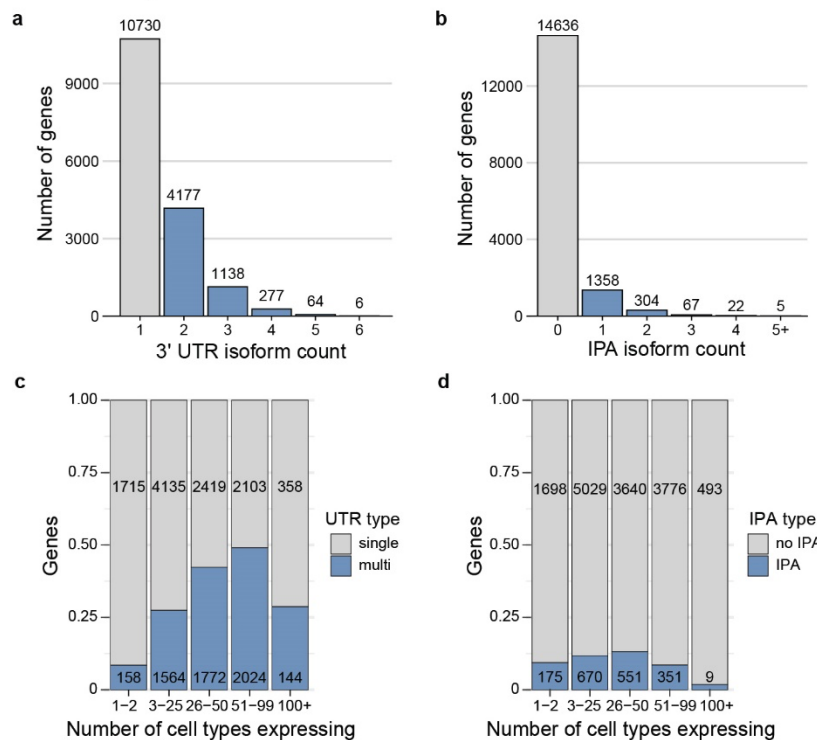 a
10730
9000
6000
3000
0
Number of genes
4177
1138
277
64
6
1 2 3 4 5 6
3' UTR isoform count
b
14636
12000
8000
4000
0
Number of genes
1358
304
67
22
5
0 1 2 3 4 5+
IPA isoform count
c
1.00
0.75
0.50
0.25
0
Genes
1715 4135 2419 2103 358
158 1564 1772 2024 144
1−2 3−25 26−50 51−99 100+
Number of cell types expressing
UTR type
single
multi
d
1.00
0.75
0.50
0.25
0
Genes
1698 5029 3640 3776 493
175 670 551 351 9
1−2 3−25 26−50 51−99 100+
Number of cell types expressing
IPA type
no IPA
IPA